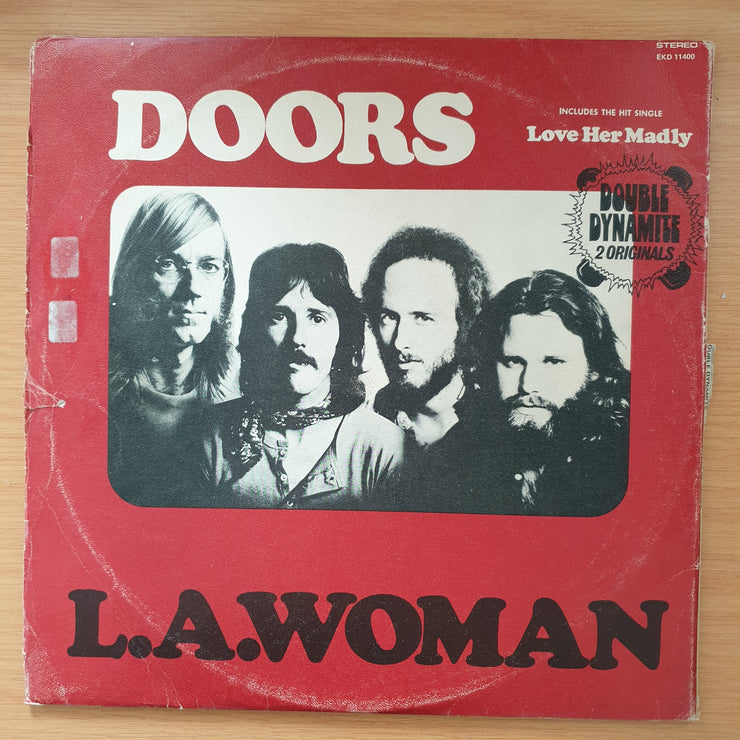 STEREO
EKD 11400
DOORS
INCLUDES THE HIT SINGLE
Love Her Madly
DOUBLE
DYNAMITE
2 ORIGINALS
L.A.WOMAN